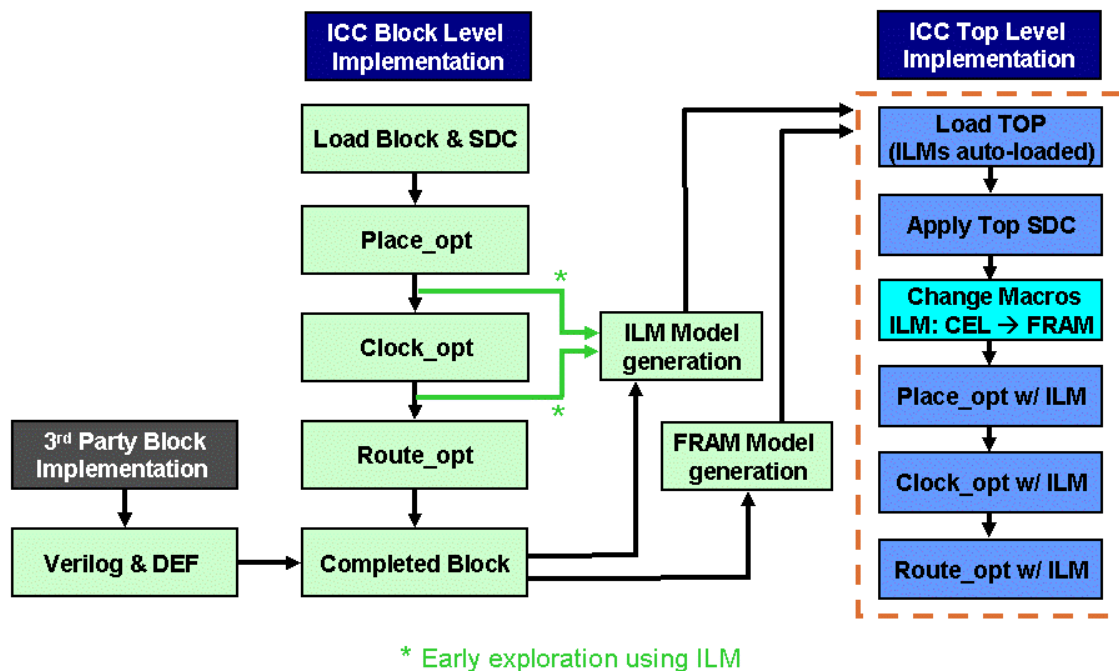 ICC Block Level
Implementation
Load Block & SDC
Place_opt
*
Clock_opt
*
Route_opt
Completed Block
3rd Party Block
Implementation
Verilog & DEF
ILM Model
generation
FRAM Model
generation
ICC Top Level
Implementation
Load TOP
(ILMs auto-loaded)
Apply Top SDC
Change Macros
ILM: CEL → FRAM
Place_opt w/ ILM
Clock_opt w/ ILM
Route_opt w/ ILM
* Early exploration using ILM